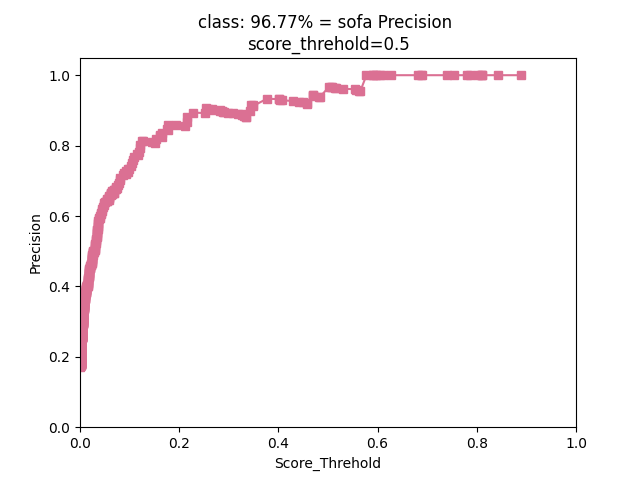 class: 96.77% = sofa Precision
score_threhold=0.5
1.0
0.8
0.6
0.4
0.2
0.0
Precision
0.0 0.2 0.4 0.6 0.8 1.0
Score_Threhold